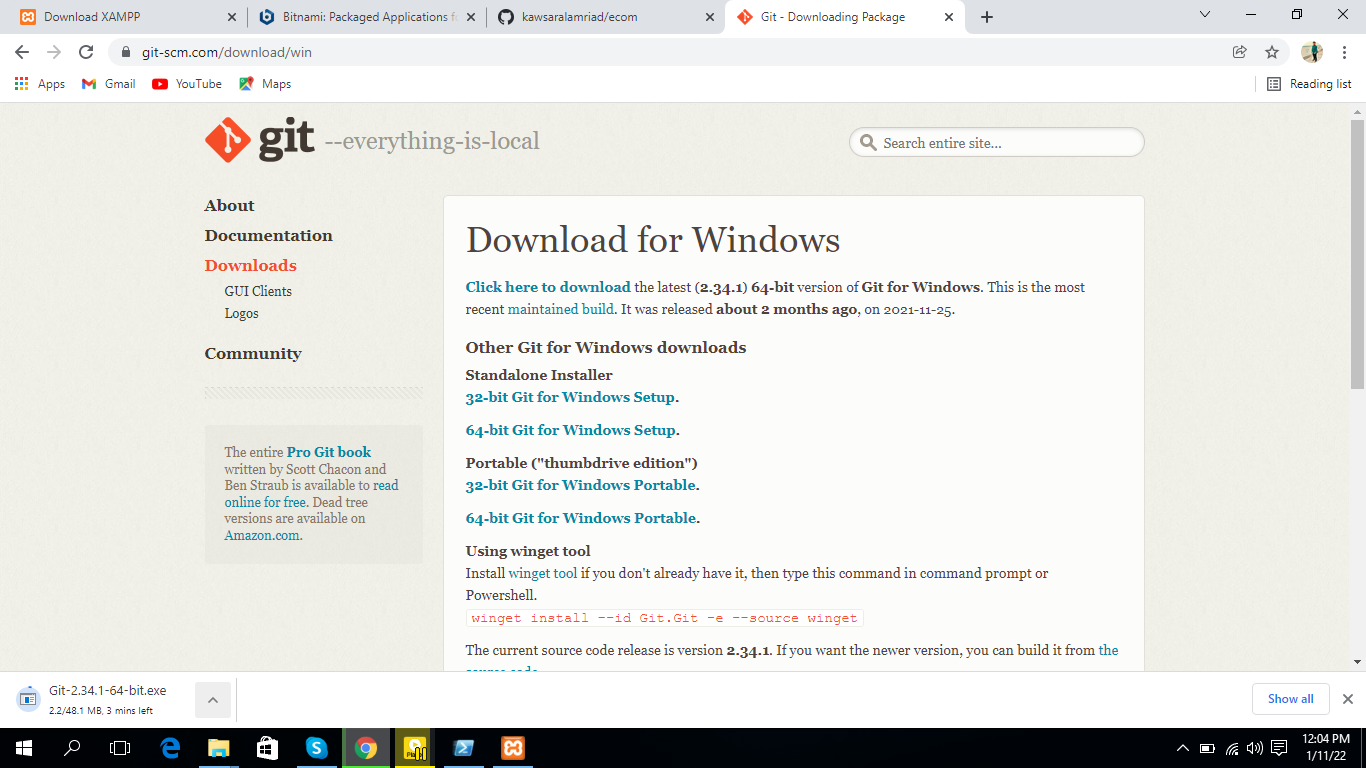 Download XAMPP
Bitnami: Packaged Applications f
kawsaralamriad/ecom
Git - Downloading Package
git-scm.com/download/win
Apps
Gmail
YouTube
Maps
Reading list
git --everything-is-local
Search entire site...
About
Documentation
Downloads
GUI Clients
Logos
Community
The entire Pro Git book
written by Scott Chacon and
Ben Straub is available to read
online for free. Dead tree
versions are available on
Amazon.com.
Download for Windows
Click here to download the latest (2.34.1) 64-bit version of Git for Windows. This is the most
recent maintained build. It was released about 2 months ago, on 2021-11-25.
Other Git for Windows downloads
Standalone Installer
32-bit Git for Windows Setup.
64-bit Git for Windows Setup.
Portable ("thumbdrive edition")
32-bit Git for Windows Portable.
64-bit Git for Windows Portable.
Using winget tool
Install winget tool if you don't already have it, then type this command in command prompt or
Powershell.
winget install --id Git.Git -e --source winget
The current source code release is version 2.34.1. If you want the newer version, you can build it from the
source code.
Git-2.34.1-64-bit.exe
2.2/48.1 MB, 3 mins left
Show all
12:04 PM
1/11/22